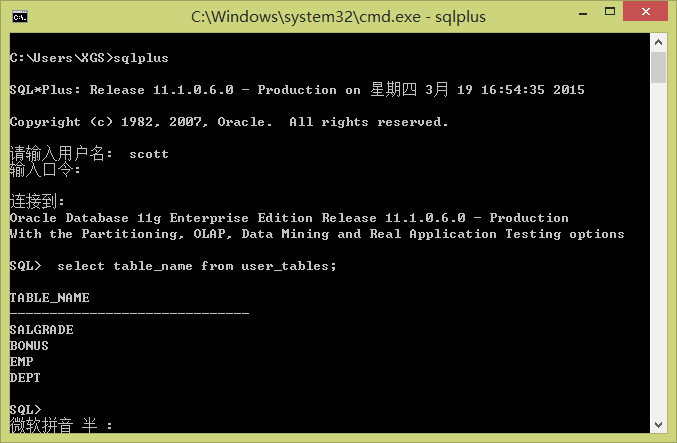 C:\Windows\system32\cmd.exe - sqlplus
C:\Users\XGS>sqlplus
SQL*Plus: Release 11.1.0.6.0 - Production on 星期四 3月 19 16:54:35 2015
Copyright (c) 1982, 2007, Oracle.  All rights reserved.
请输入用户名:  scott
输入口令:
连接到:
Oracle Database 11g Enterprise Edition Release 11.1.0.6.0 - Production
With the Partitioning, OLAP, Data Mining and Real Application Testing options
SQL>  select table_name from user_tables;
TABLE_NAME
------------------------------
SALGRADE
BONUS
EMP
DEPT
SQL>
微软拼音 半 :